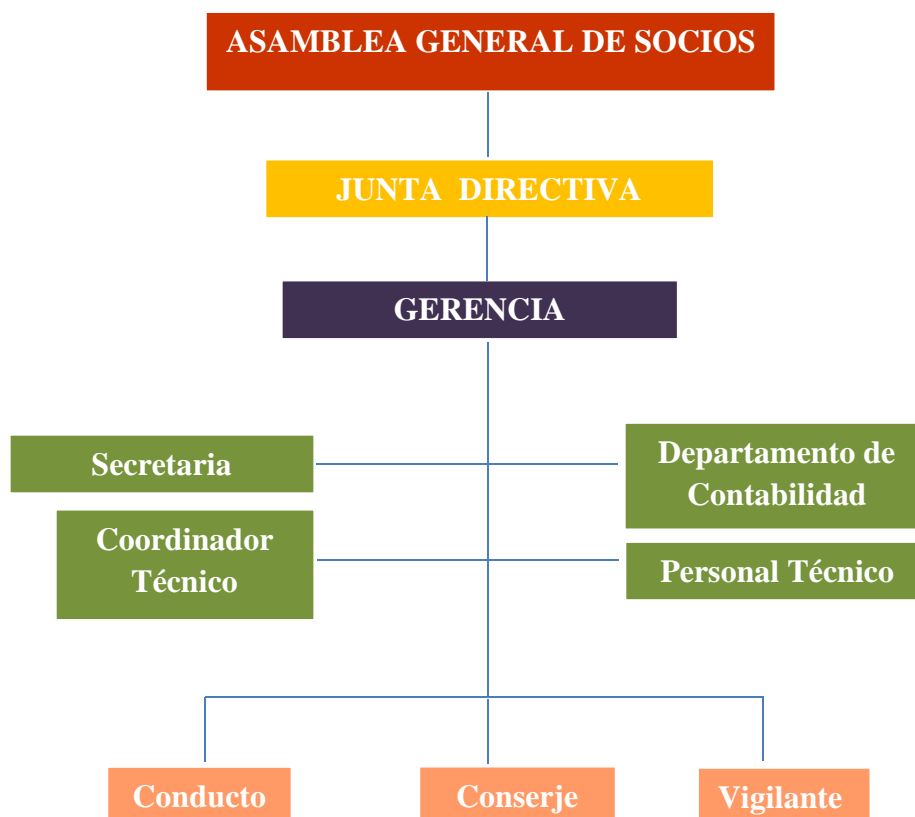 ASAMBLEA GENERAL DE SOCIOS
JUNTA DIRECTIVA
GERENCIA
Secretaria
Departamento de
Contabilidad
Coordinador
Técnico
Personal Técnico
Conducto
Conserje
Vigilante